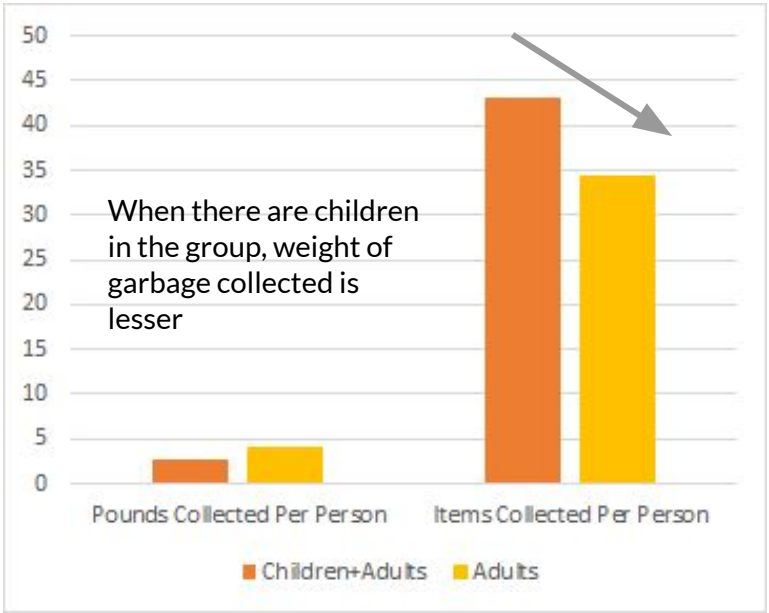 50
45
40
35
30
25
20
15
10
5
0
When there are children
in the group, weight of
garbage collected is
lesser
Pounds Collected Per Person
Items Collected Per Person
Children+Adults
Adults